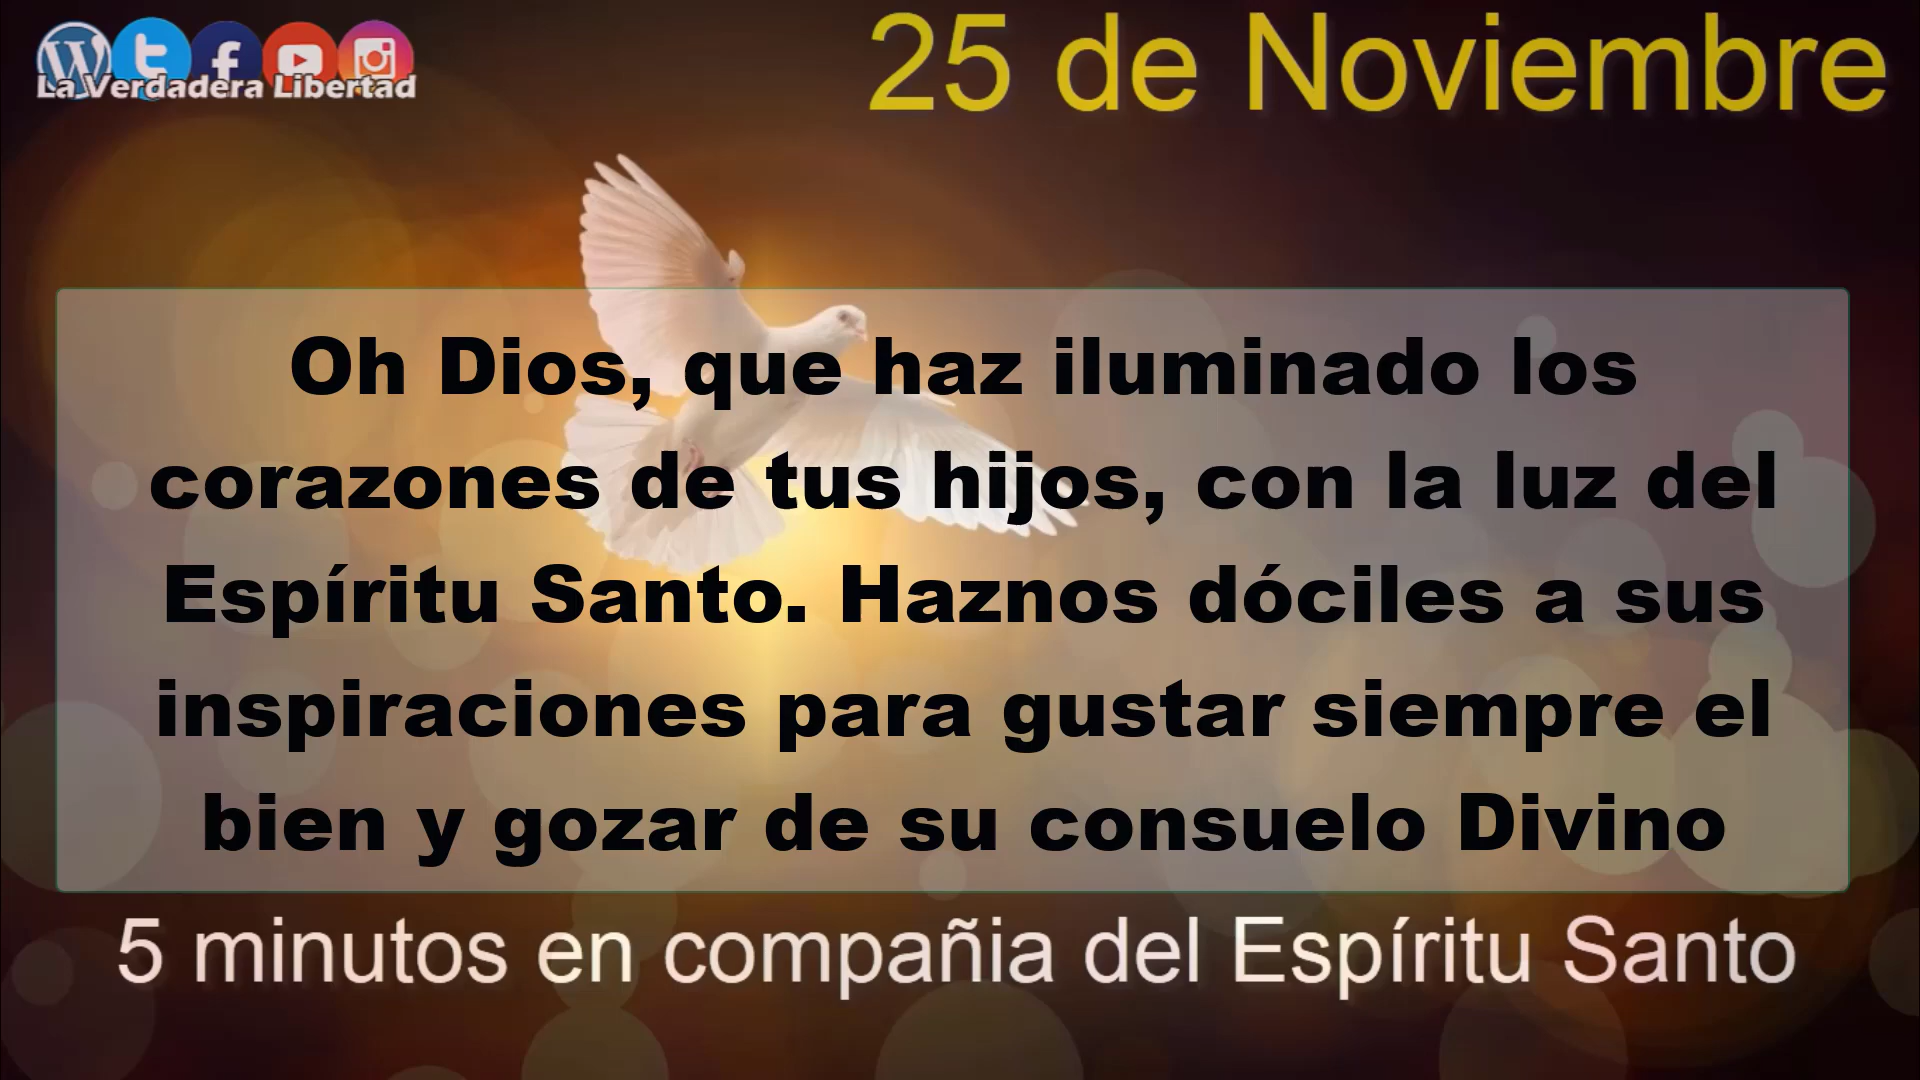 La Verdadera Libertad
25 de Noviembre
Oh Dios, que haz iluminado los
corazones de tus hijos, con la luz del
Espíritu Santo. Haznos dóciles a sus
inspiraciones para gustar siempre el
bien y gozar de su consuelo Divino
5 minutos en compañia del Espíritu Santo